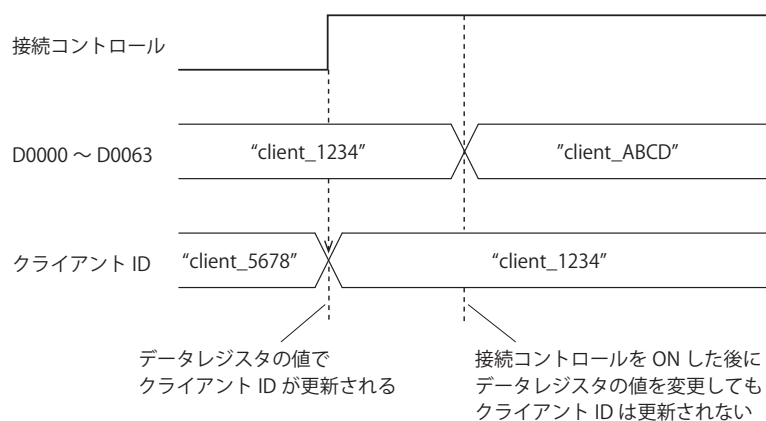 接続コントロール
D0000 ～ D0063
“client_1234”
”client_ABCD”
クライアント ID
“client_5678”
“client_1234”
データレジスタの値で
クライアント ID が更新される
接続コントロールを ON した後に
データレジスタの値を変更しても
クライアント ID は更新されない